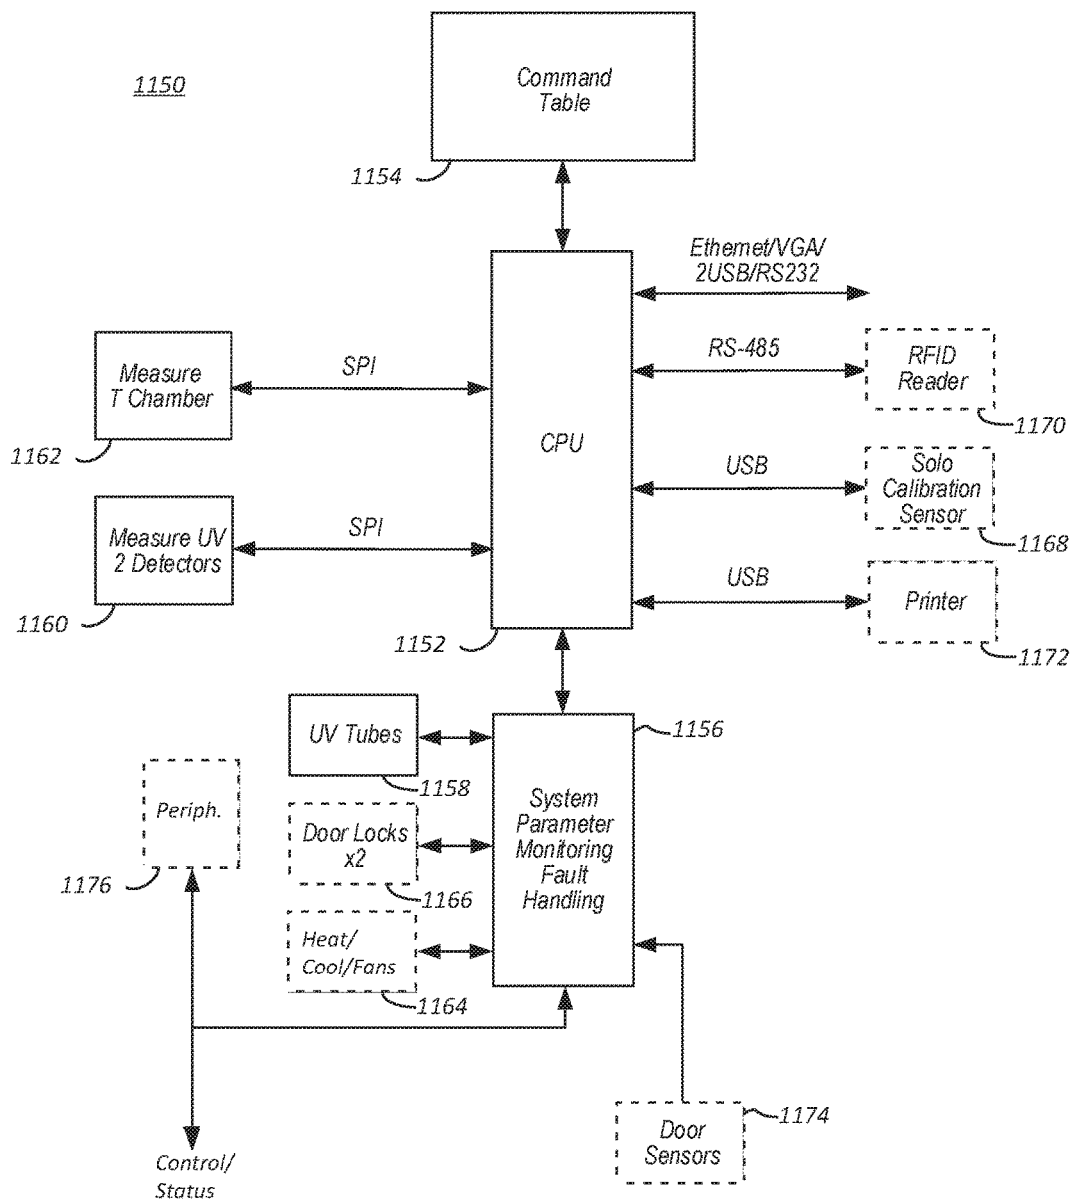 1150
Command
Table
1154
Ethernet/VGA/
2USB/RS232
RS-485
RFID
Reader
1170
Measure
T Chamber
1162
SPI
CPU
USB
Solo
Calibration
Sensor
1168
Measure UV
2 Detectors
1160
SPI
USB
Printer
1172
1152
UV Tubes
1158
1156
System
Parameter
Monitoring
Fault
Handling
Periph.
1176
Door Locks
x2
1166
Heat/
Cool/Fans
1164
Door
Sensors
1174
Control/
Status